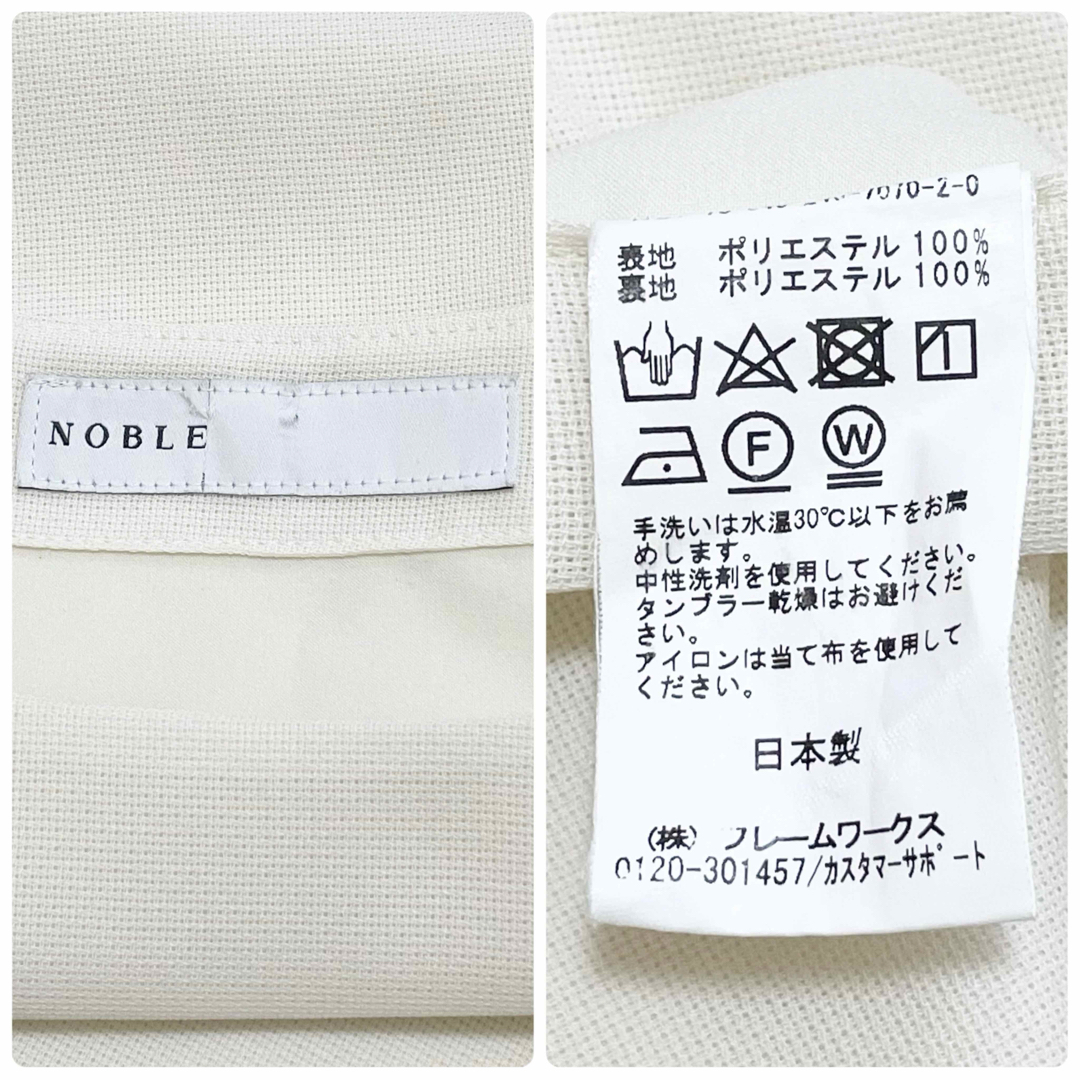 NOBLE
7670-2-0
表地 ポリエステル 100%
裏地 ポリエステル 100%
F
W
手洗いは水温30℃以下をお薦
めします。
中性洗剤を使用してください。
タンブラー乾燥はお避けくだ
さい。
アイロンは当て布を使用して
ください。
日本製
(株) フレームワークス
0120-301457/カスタマーサポート